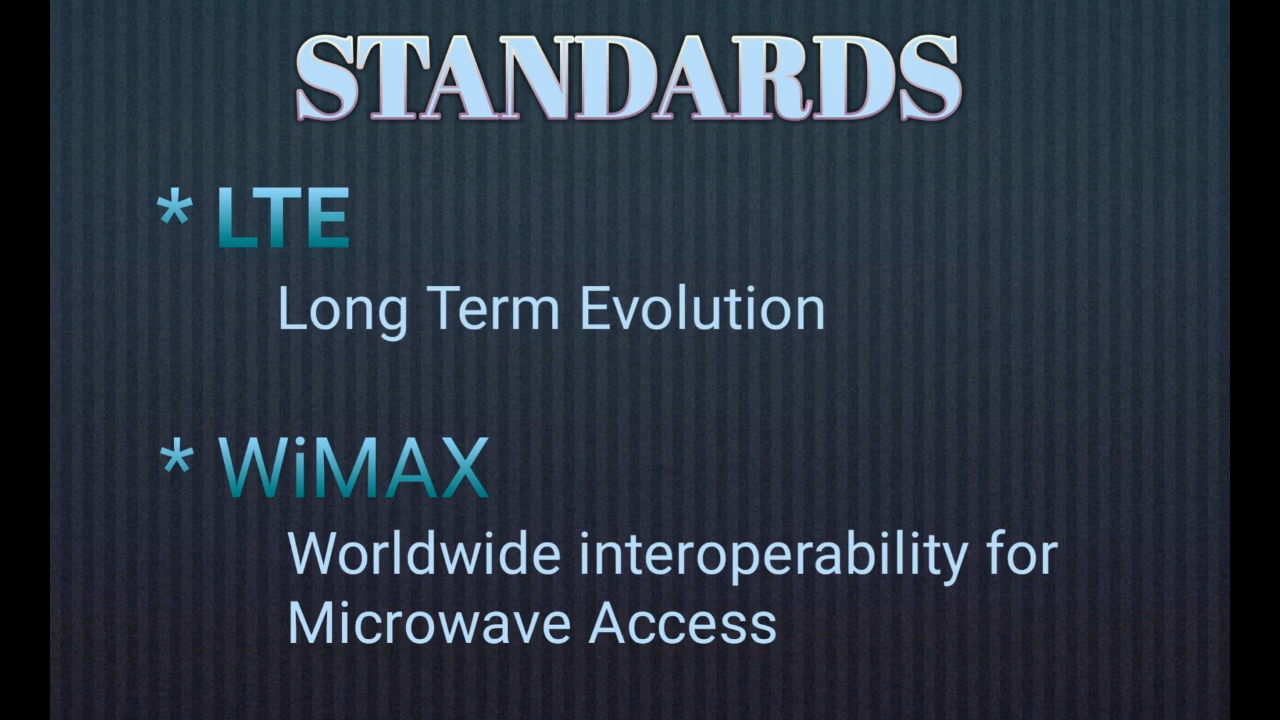 STANDARDS
* LTE
Long Term Evolution
* WiMAX
Worldwide interoperability for
Microwave Access